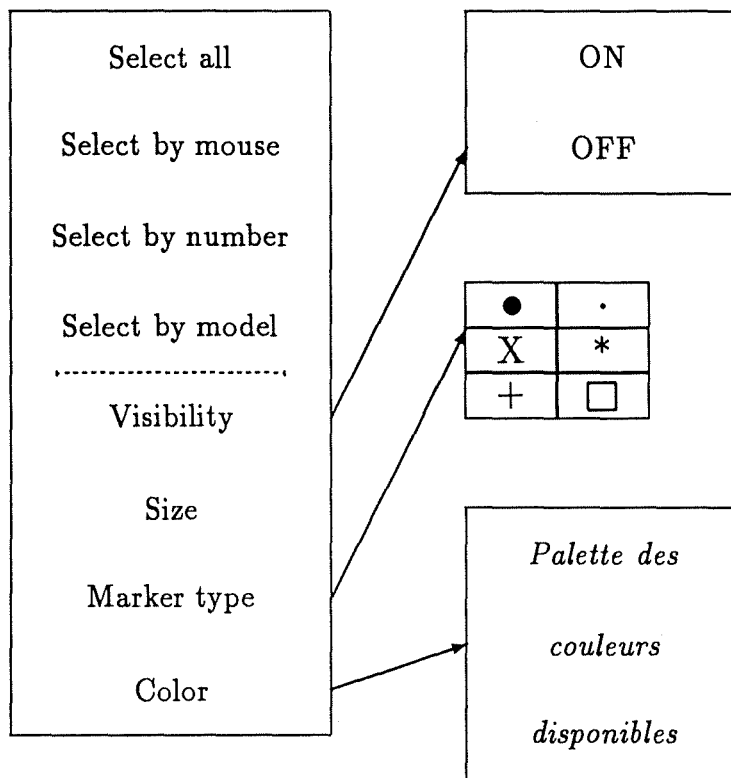 Select all
Select by mouse
Select by number
Select by model
Visibility
Size
Marker type
Color
ON
OFF
● ·
X *
+ □
Palette des
couleurs
disponibles